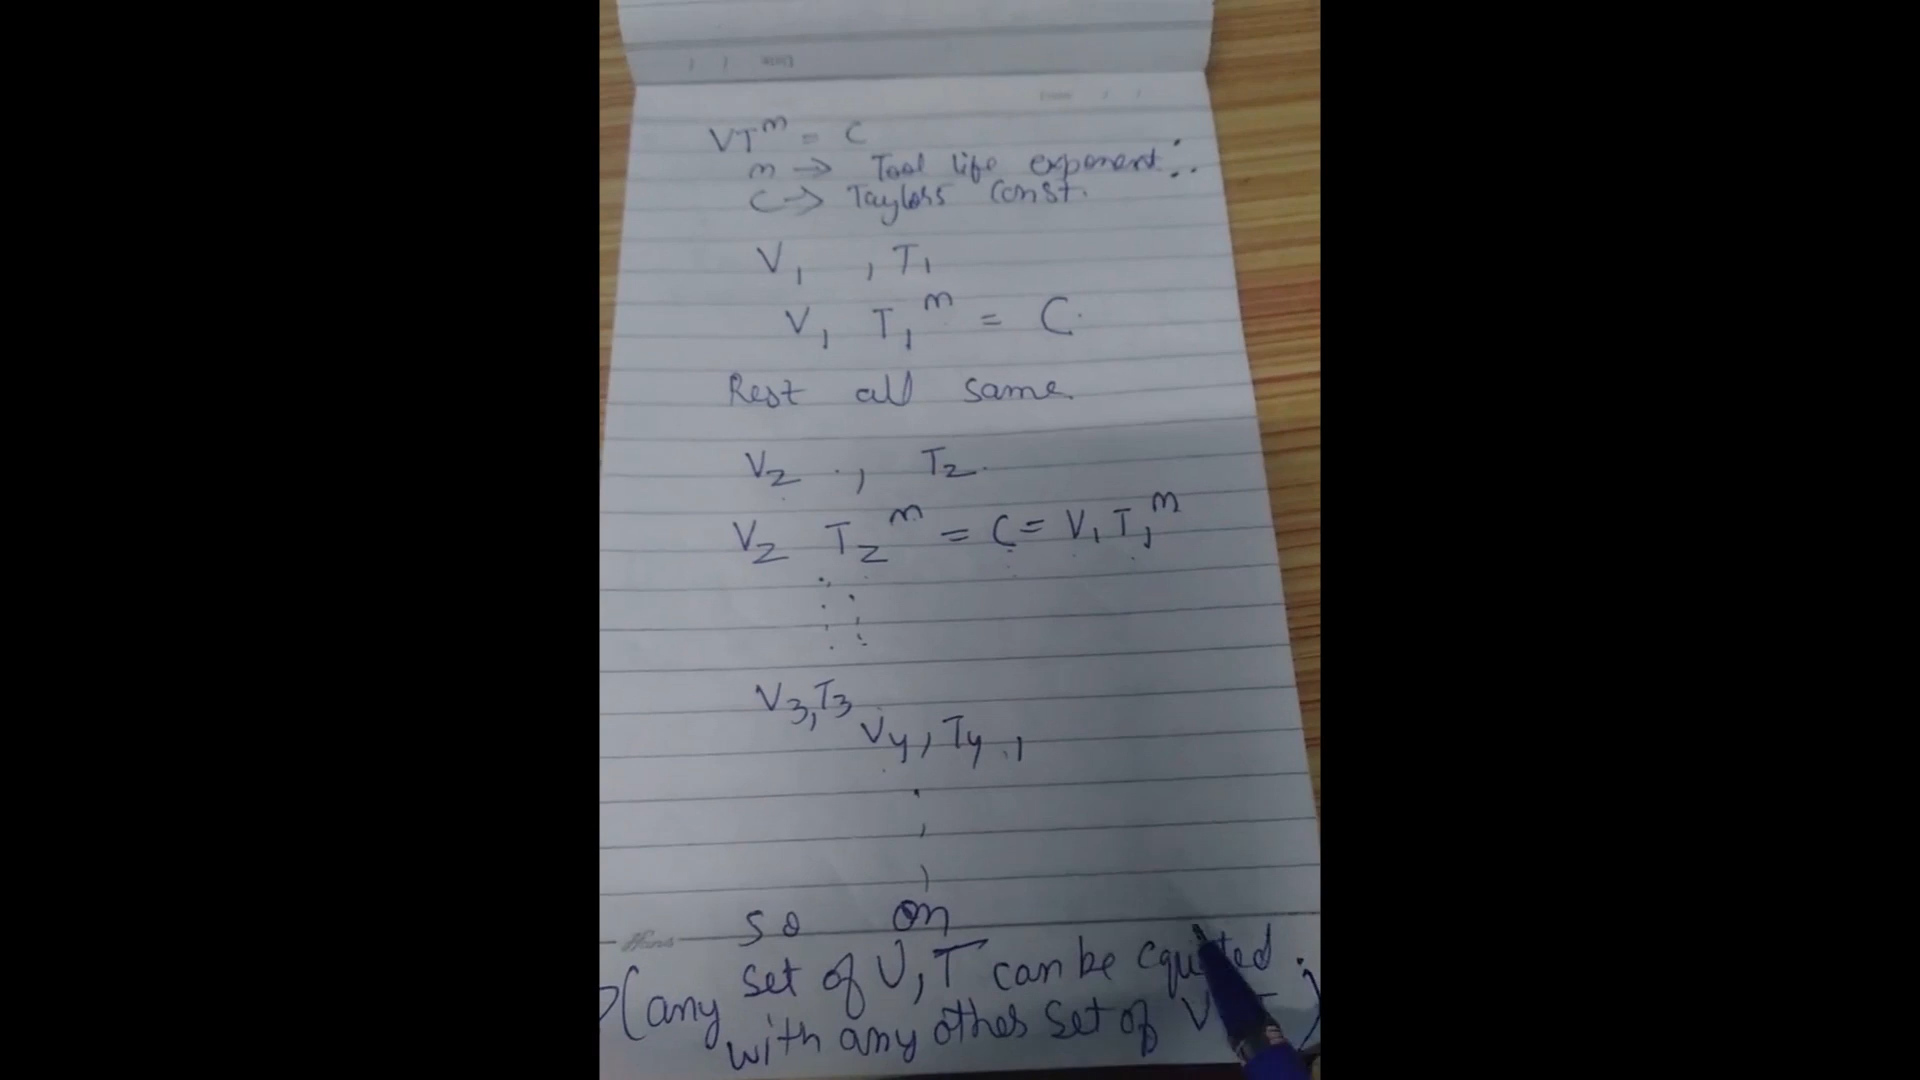 VT^m = C
m → Tool life exponent
C → Taylors Const.
V₁ , T₁
V₁ T₁^m = C
Rest all same
V₂ , T₂
V₂ T₂^m = C = V₁ T₁^m
V₃, T₃
V₄, T₄ ,
so on
(any set of V, T can be equated
with any other set of V )